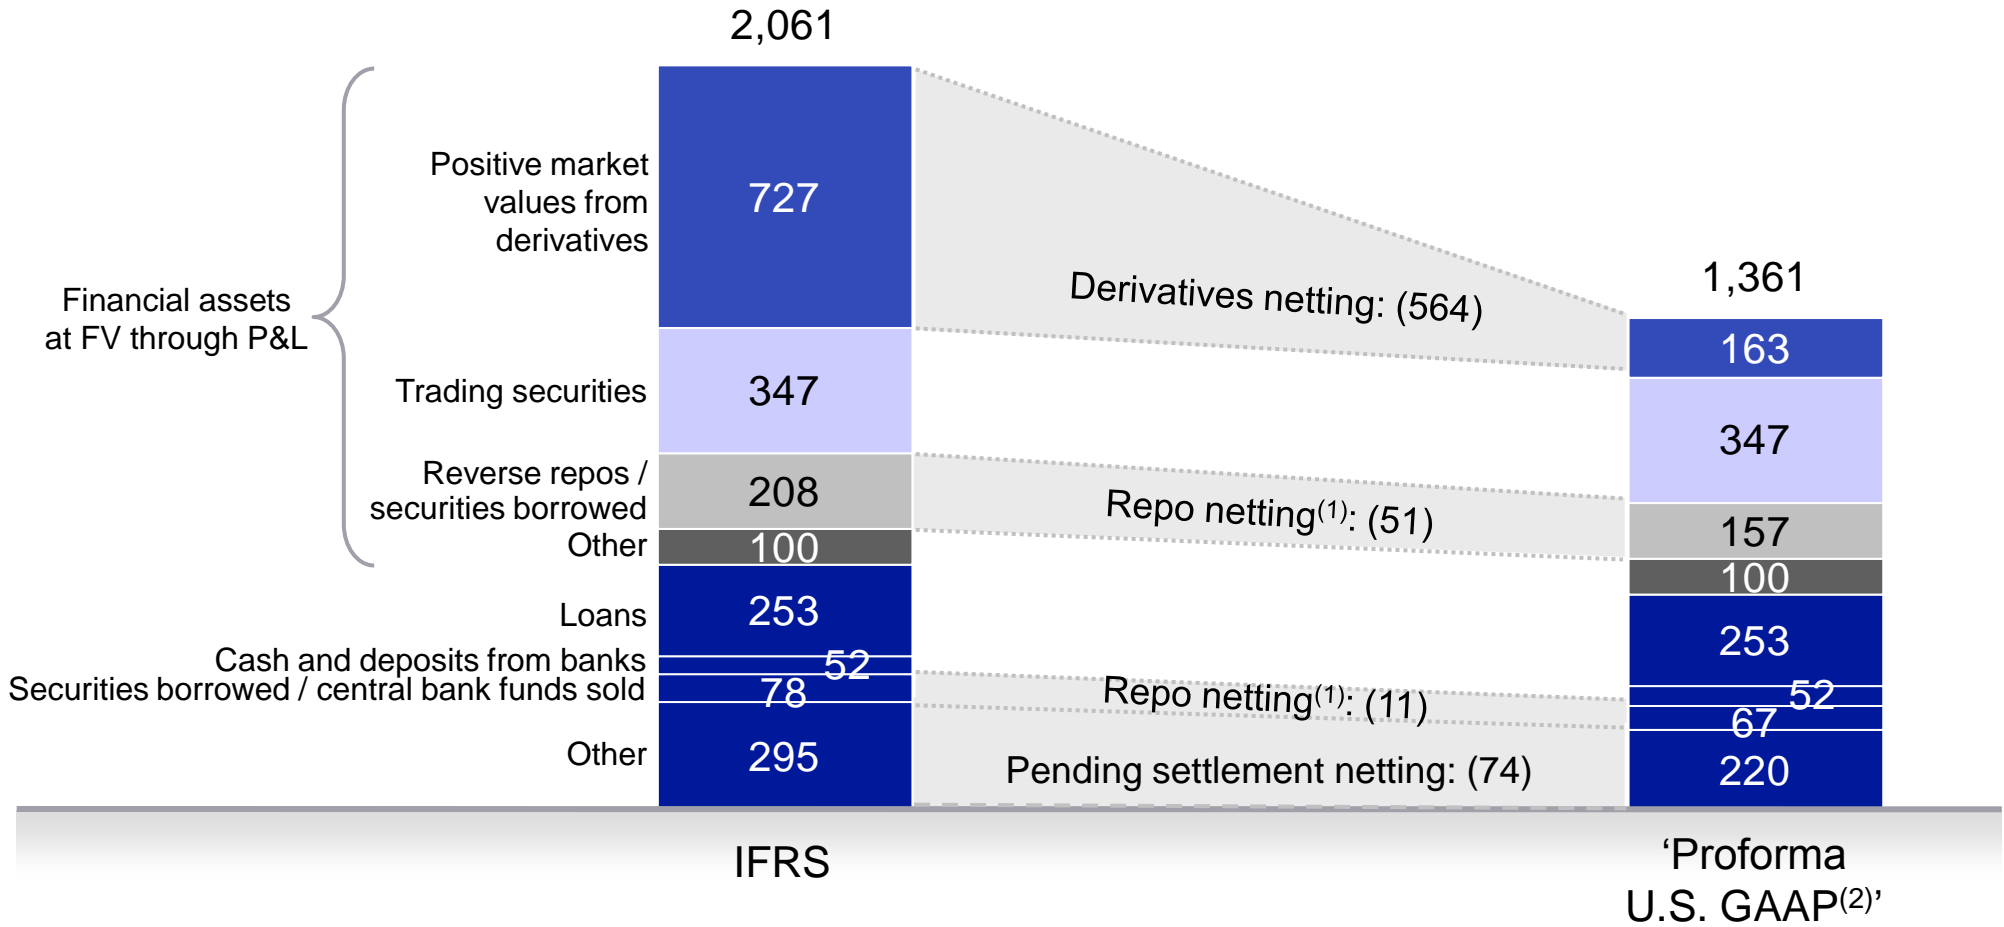 2,061
Positive market
values from
derivatives
727
Derivatives netting: (564)
1,361
163
Financial assets
at FV through P&L
Trading securities
347
347
Reverse repos /
securities borrowed
208
Repo netting(1): (51)
157
Other
100
100
Loans
253
253
Cash and deposits from banks
52
52
Securities borrowed / central bank funds sold
78
Repo netting(1): (11)
67
Other
295
Pending settlement netting: (74)
220
IFRS
‘Proforma
U.S. GAAP(2)’